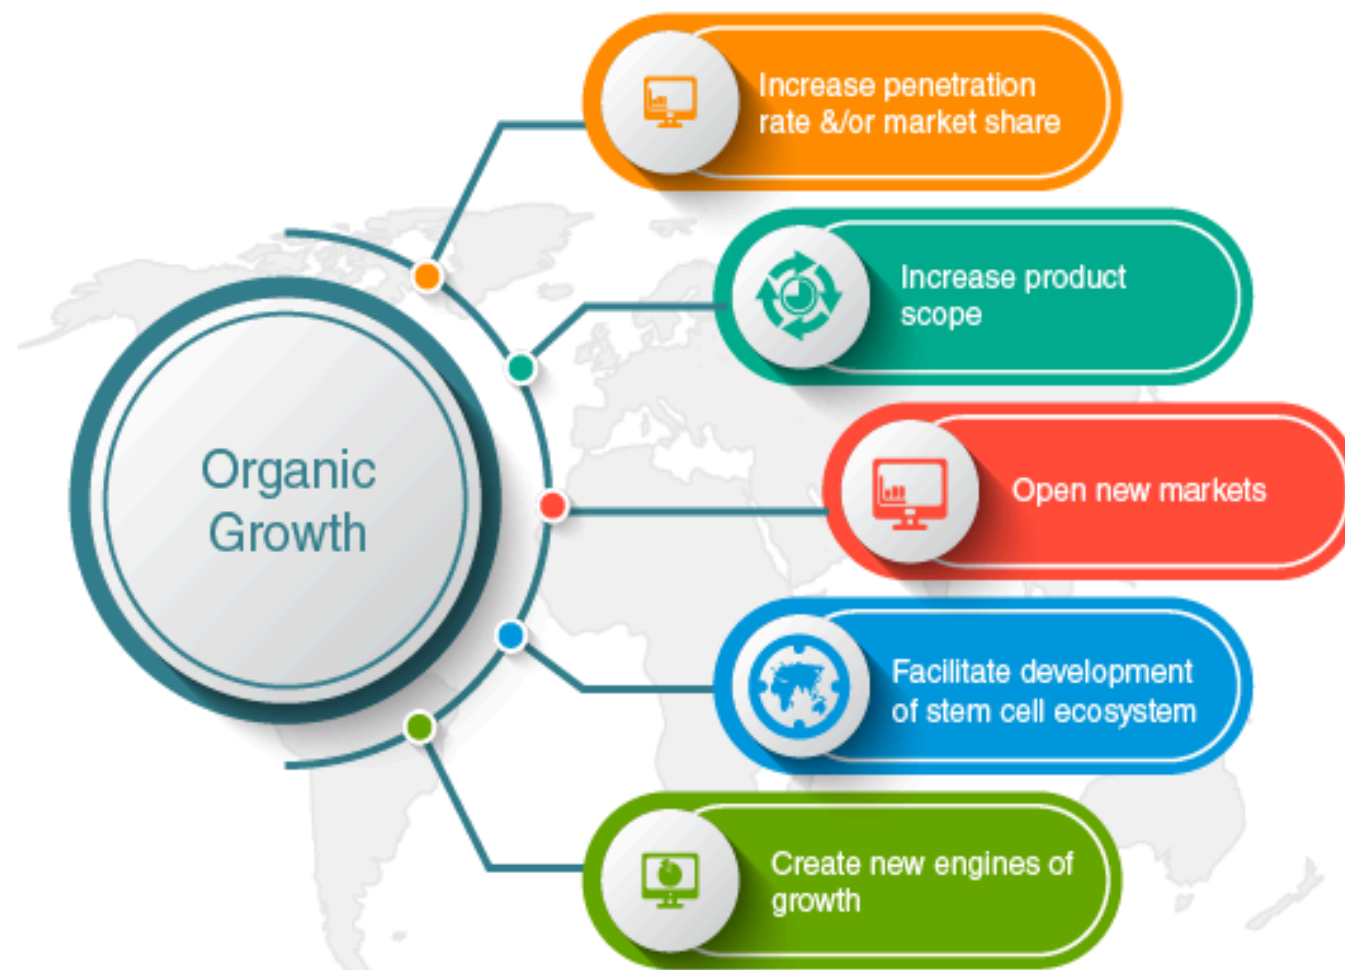 Increase penetration
rate &/or market share
Increase product
scope
Organic
Growth
Open new markets
Facilitate development
of stem cell ecosystem
Create new engines of
growth